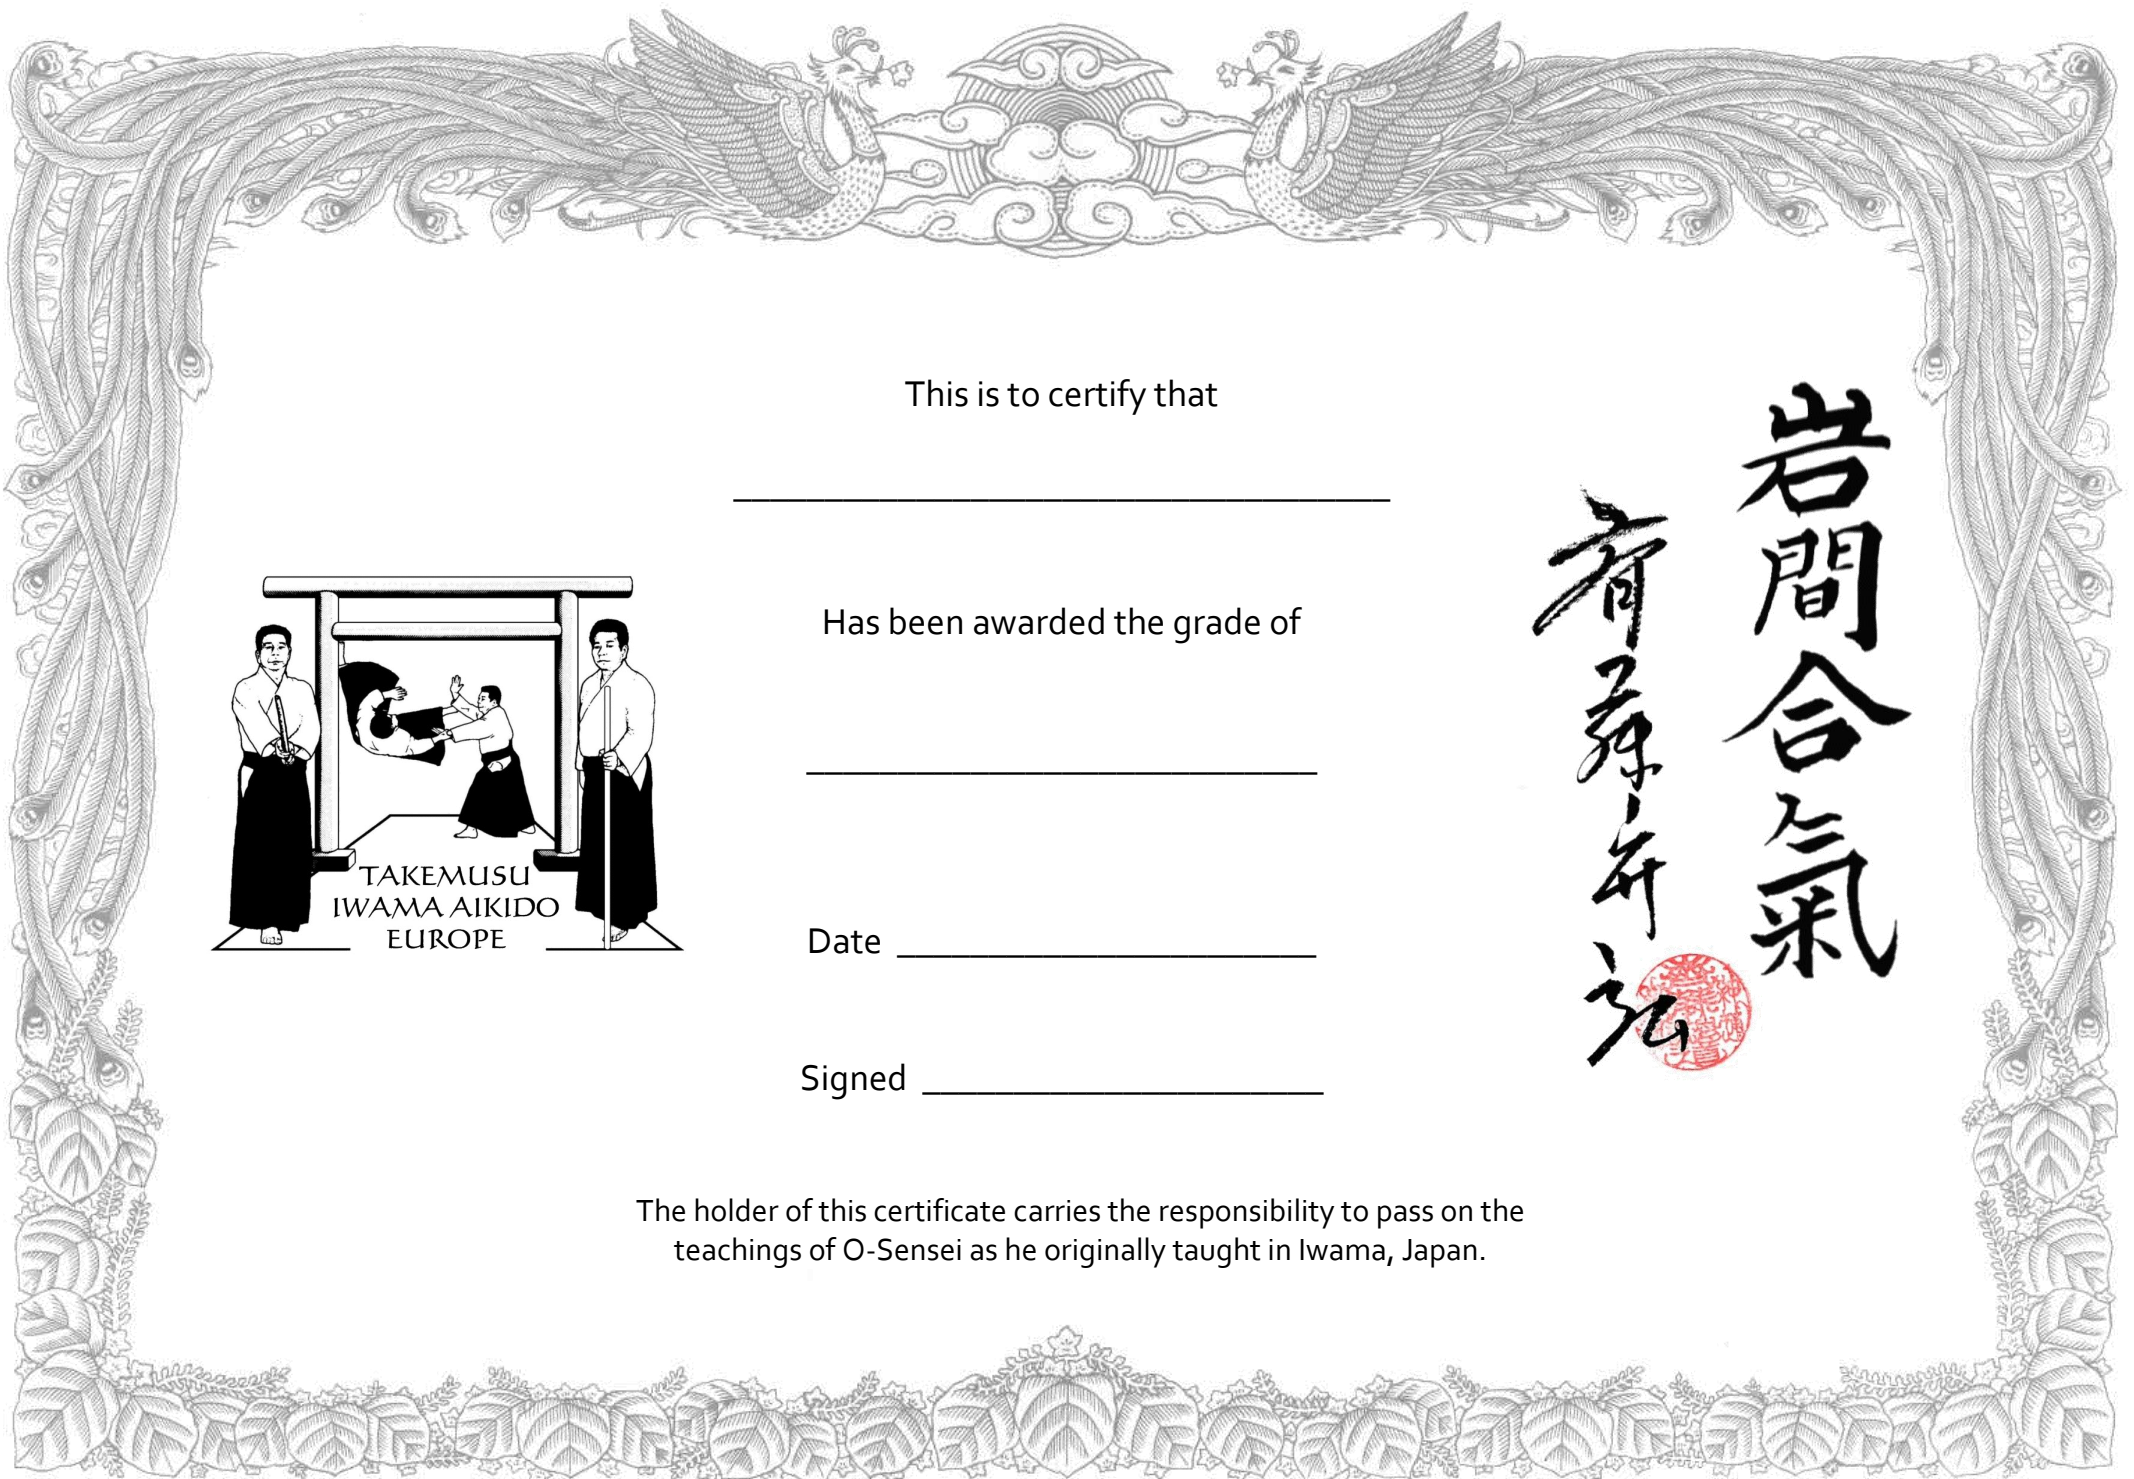 This is to certify that
Has been awarded the grade of
TAKEMUSU
IWAMA AIKIDO
EUROPE
Date
Signed
岩間合氣
The holder of this certificate carries the responsibility to pass on the
teachings of O-Sensei as he originally taught in Iwama, Japan.